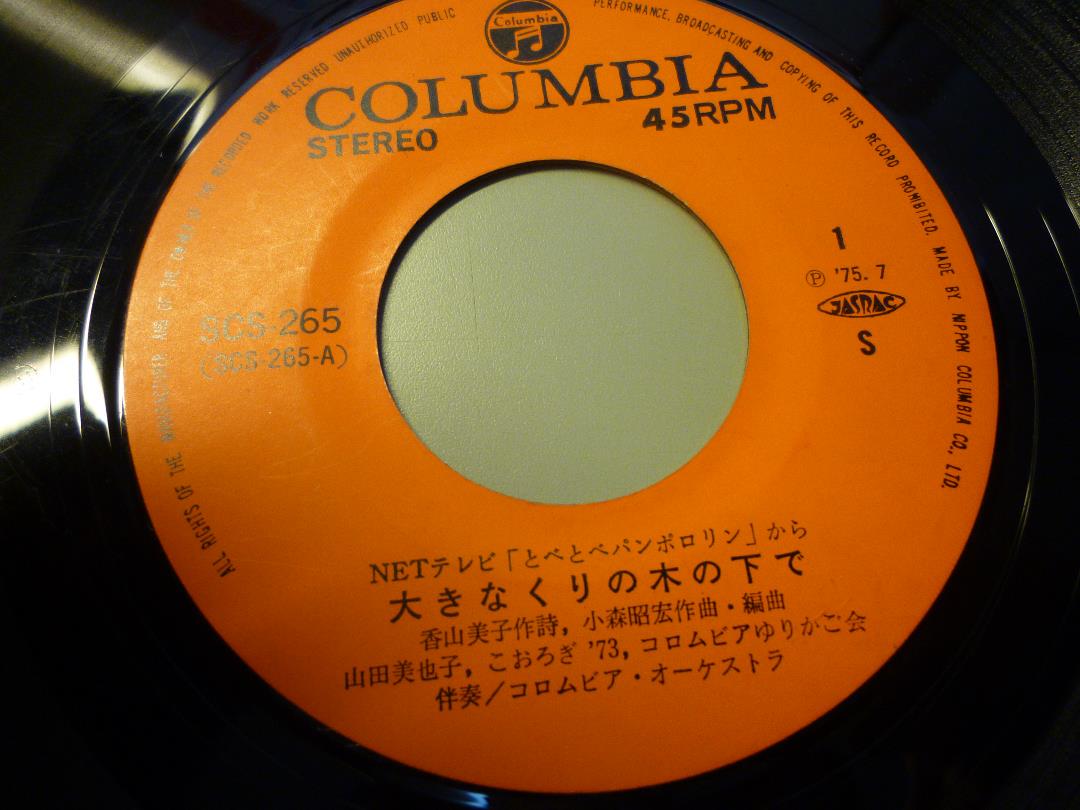 Columbia
COLUMBIA
STEREO
45RPM
ALL RIGHTS OF THE MANUFACTURER AND OF THE OWNER OF THE RECORDED WORK RESERVED UNAUTHORIZED PUBLIC PERFORMANCE, BROADCASTING AND COPYING OF THIS RECORD PROHIBITED. MADE BY NIPPON COLUMBIA CO., LTD.
1
Ⓟ '75. 7
JASRAC
S
SCS-265
(SCS-265-A)
NETテレビ「とべとべパンポロリン」から
大きなくりの木の下で
香山美子作詩, 小森昭宏作曲・編曲
山田美也子, こおろぎ '73, コロムビアゆりかご会
伴奏/コロムビア・オーケストラ